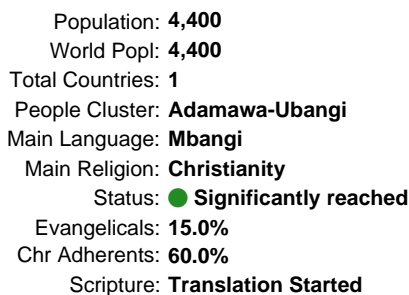 Population: 4,400
World Popl: 4,400
Total Countries: 1
People Cluster: Adamawa-Ubangi
Main Language: Mbangi
Main Religion: Christianity
Status: Significantly reached
Evangelicals: 15.0%
Chr Adherents: 60.0%
Scripture: Translation Started